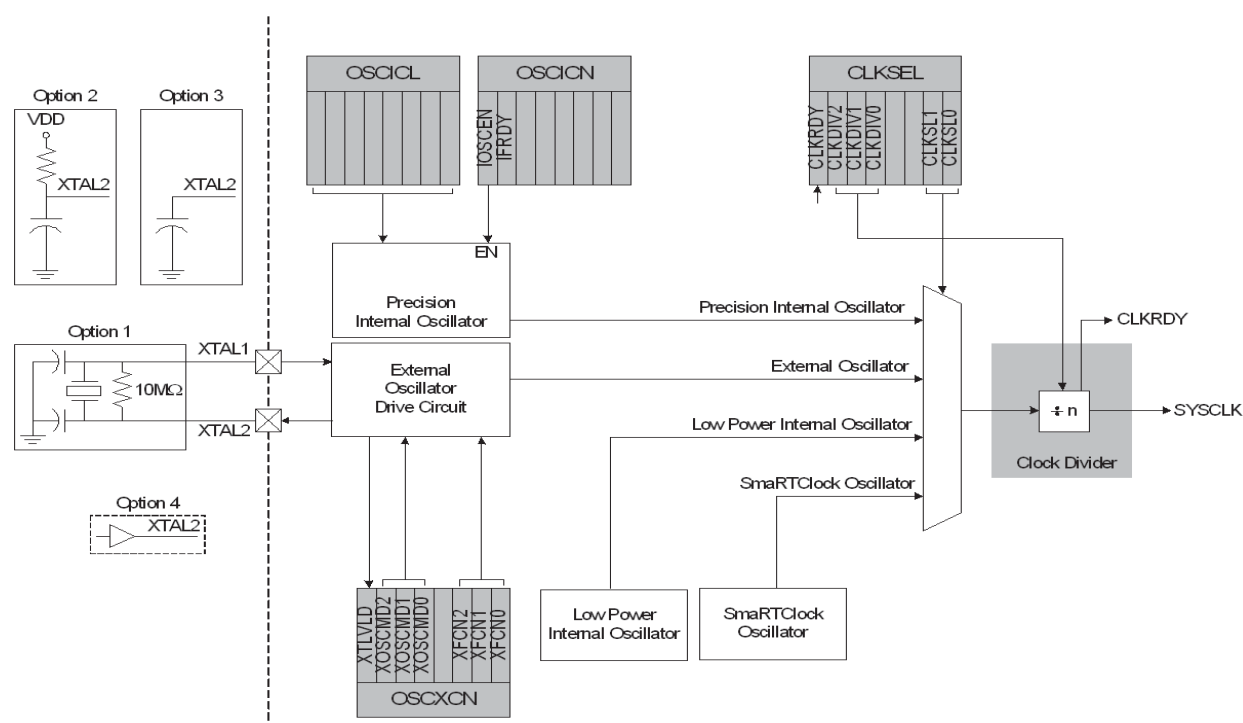 OSCICL
OSCICN
CLKSEL
Option 2
Option 3
VDD
XTAL2
XTAL2
IOSCEN
IFRDY
CLKRDY
CLKDIV2
CLKDIV1
CLKDIV0
CLKSL1
CLKSL0
EN
Precision
Internal Oscillator
Precision Internal Oscillator
CLKRDY
Option 1
XTAL1
10MΩ
XTAL2
External
Oscillator
Drive Circuit
External Oscillator
÷ n
SYSCLK
Low Power Internal Oscillator
Clock Divider
SmaRTClock Oscillator
Option 4
XTAL2
XTLVLD
XOSCMD2
XOSCMD1
XOSCMD0
XFCN2
XFCN1
XFCN0
OSCXCN
Low Power
Internal Oscillator
SmaRTClock
Oscillator